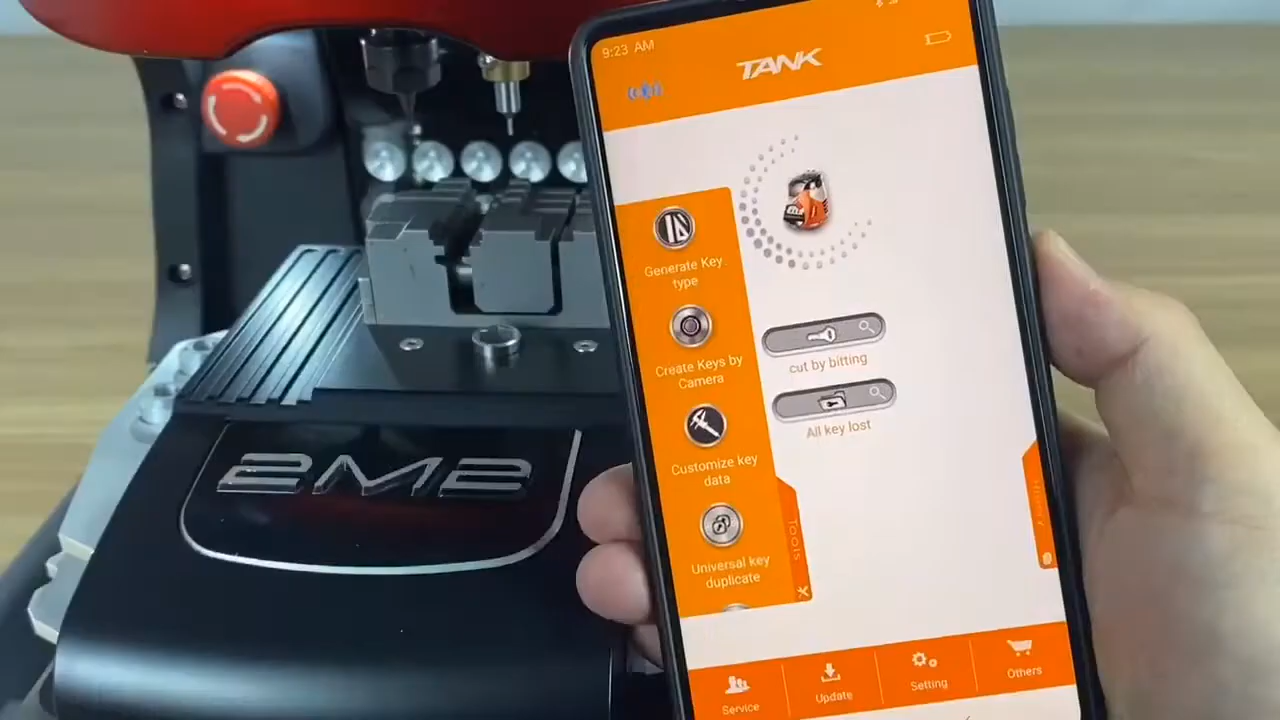 9:23 AM
TANK
Generate Key
type
Create Keys by
Camera
Customize key
data
Universal key
duplicate
Tools
cut by bitting
All key lost
Service
Update
Setting
Others
2M2